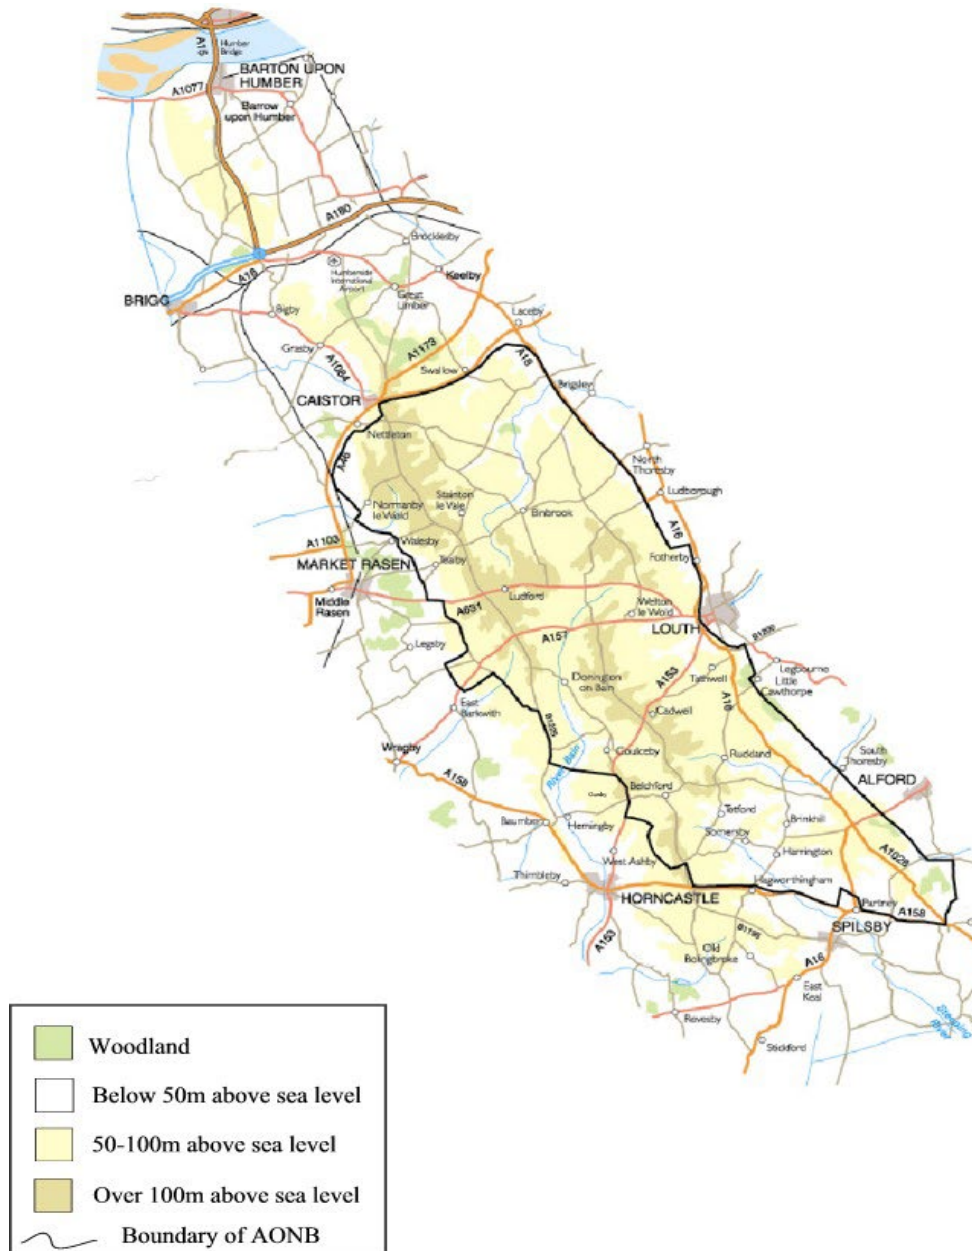 A15
Humber
Bridge
BARTON UPON
HUMBER
A1077
Barrow
upon Humber
A180
Brocklesby
A18
Humberside
International
Airport
Keelby
BRIGG
Great
Limber
Bigby
Laceby
Grasby
A1173
A18
A1084
Swallow
Brigsley
CAISTOR
Nettleton
A46
North
Thoresby
Ludborough
Normanby
le Wold
Stainton
le Vale
Binbrook
A16
A1103
Walesby
Fotherby
MARKET RASEN
Tealby
Middle
Rasen
Ludford
A631
Welton
le Wold
LOUTH
A157
Legsby
Legbourne
Little
Cawthorpe
Tathwell
A153
Donington
on Bain
A16
East
Barkwith
Cadwell
Wragby
Goulceby
Ruckland
South
Thoresby
River Bain
ALFORD
A158
Belchford
Tetford
Brinkhill
Baumber
Hemingby
Somersby
A1028
West Ashby
Harrington
Thimbleby
Hagworthingham
HORNCASTLE
Partney
A158
SPILSBY
A153
B1195
Old
Bolingbroke
A16
East
Keal
Revesby
Steeping
River
Stickford
Woodland
Below 50m above sea level
50-100m above sea level
Over 100m above sea level
Boundary of AONB